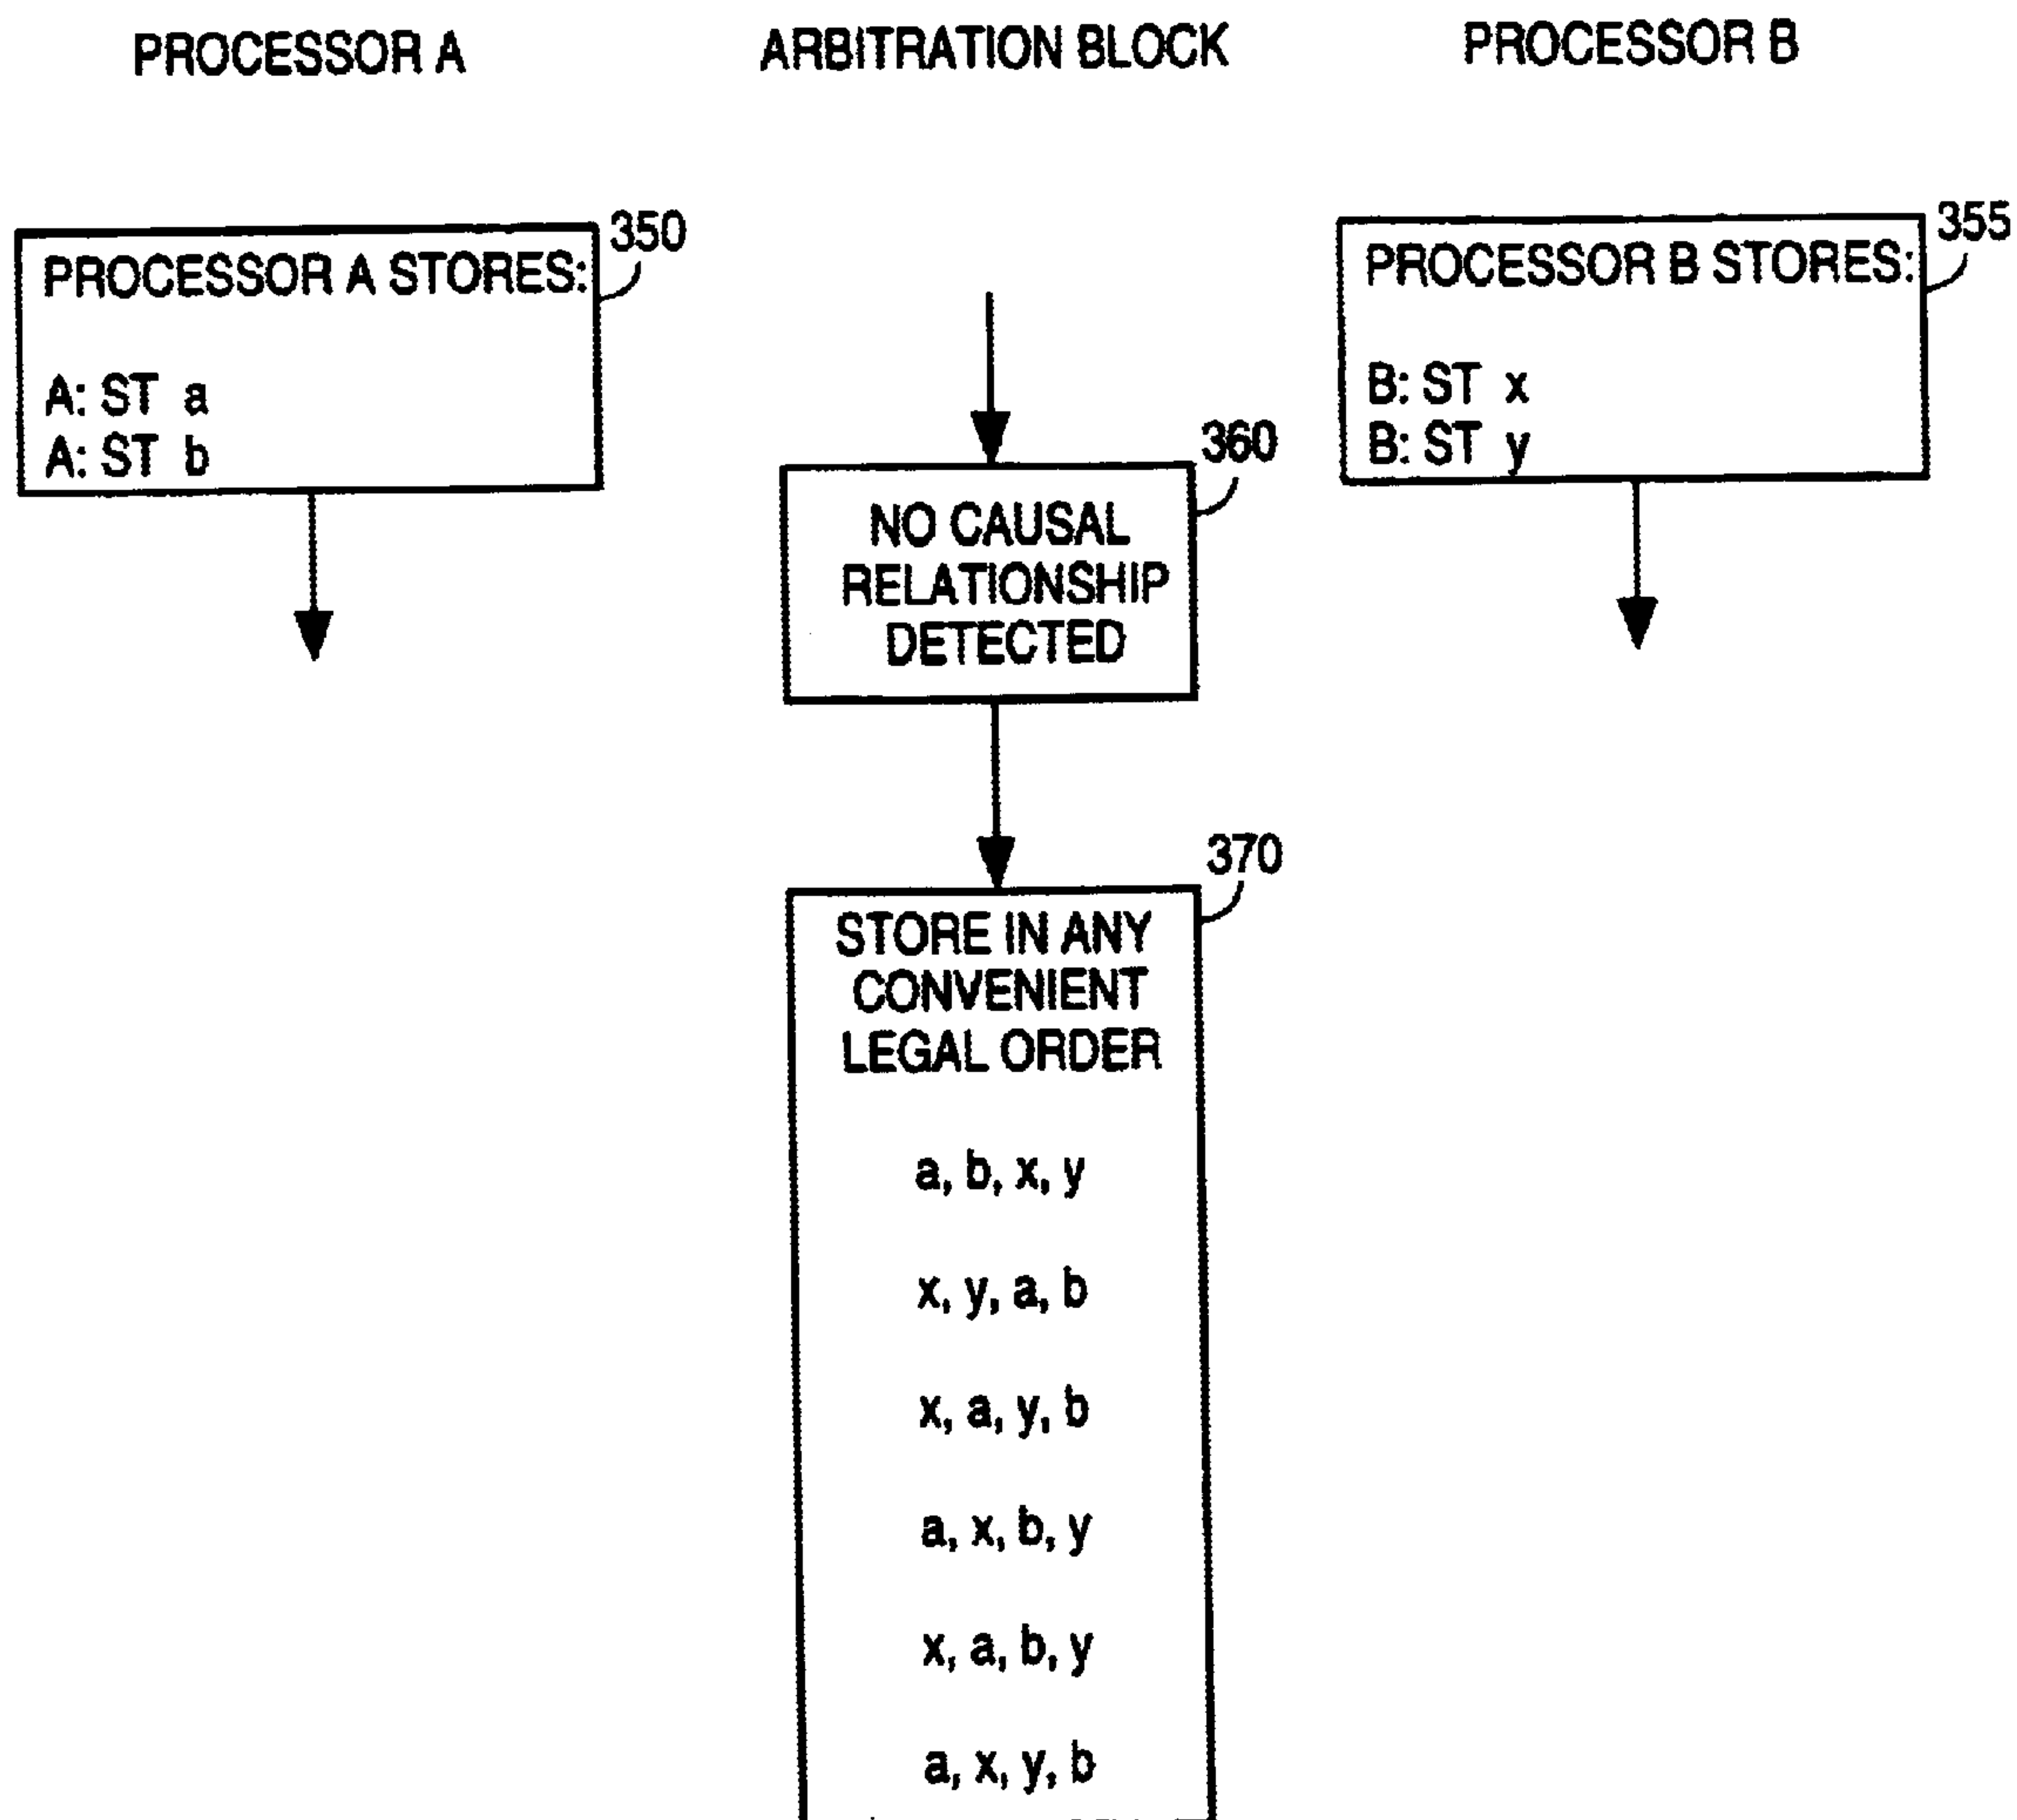 PROCESSOR A
ARBITRATION BLOCK
PROCESSOR B
350
PROCESSOR A STORES:
A: ST a
A: ST b
355
PROCESSOR B STORES:
B: ST x
B: ST y
360
NO CAUSAL
RELATIONSHIP
DETECTED
370
STORE IN ANY
CONVENIENT
LEGAL ORDER
a, b, x, y
x, y, a, b
x, a, y, b
a, x, b, y
x, a, b, y
a, x, y, b